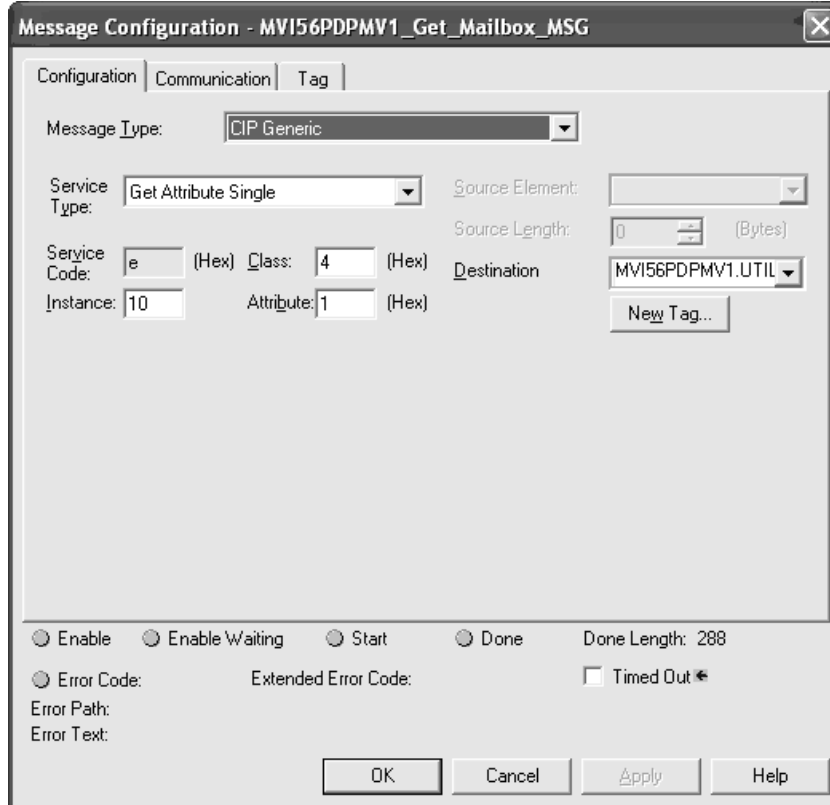 Message Configuration - MVI56PDPMV1_Get_Mailbox_MSG
Configuration Communication Tag
Message Type: CIP Generic
Service Type: Get Attribute Single Source Element:
Source Length: 0 (Bytes)
Service Code: e (Hex) Class: 4 (Hex) Destination MVI56PDPMV1.UTIL
Instance: 10 Attribute: 1 (Hex) New Tag...
Enable Enable Waiting Start Done Done Length: 288
Error Code: Extended Error Code: Timed Out
Error Path:
Error Text:
OK Cancel Apply Help